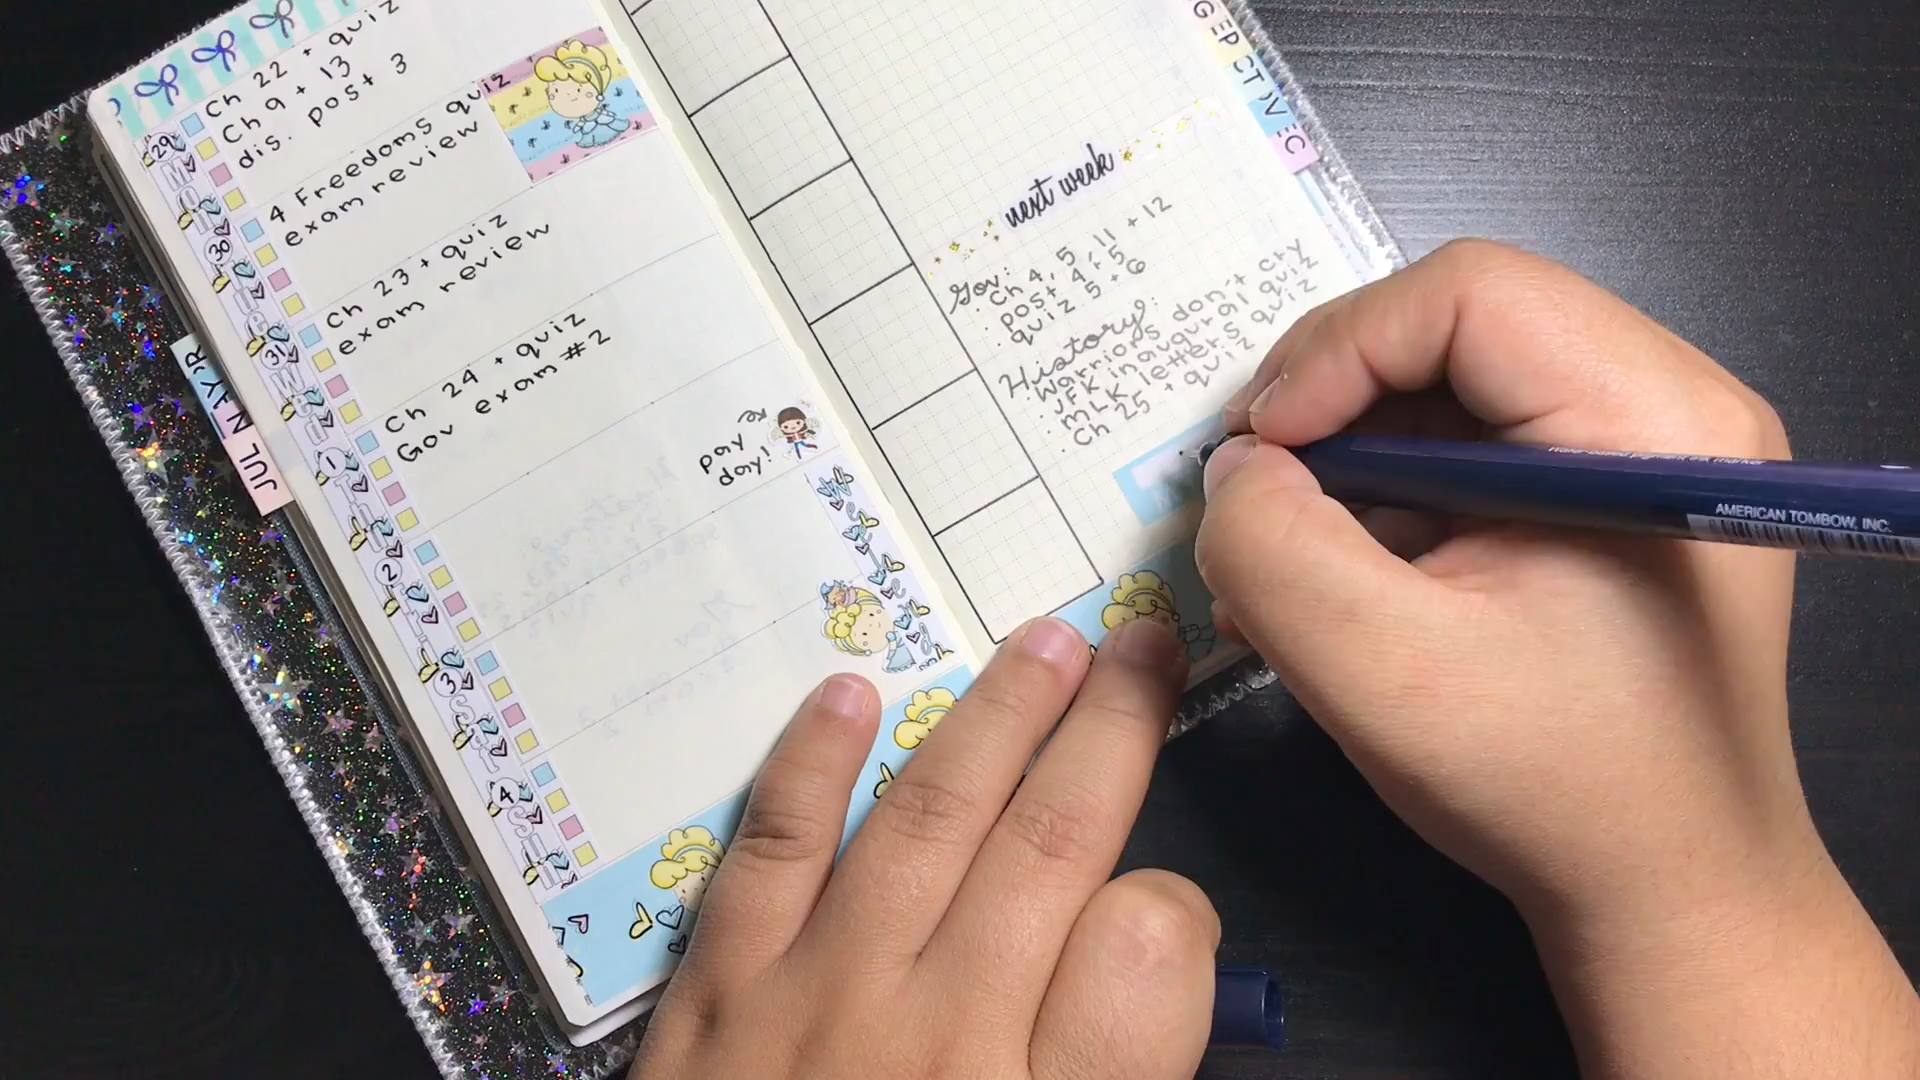 Ch 22 + quiz
Ch 9 + 13
dis. post 3
29
Mon
4 Freedoms quiz
exam review
30
Tue
Ch 23 + quiz
exam review
31
Wed
Ch 24 + quiz
Gov exam #2
1
Thu
pay
day!
2
Fri
3
Sat
4
Sun
JUL
next week
Gov:
· Ch 4, 5, 11 + 12
· post 4, 5
· quiz 5 + 6
History:
· Warriors don't cry
· JFK inaugural quiz
· MLK letters quiz
· Ch 25 + quiz
AMERICAN TOMBOW, INC.